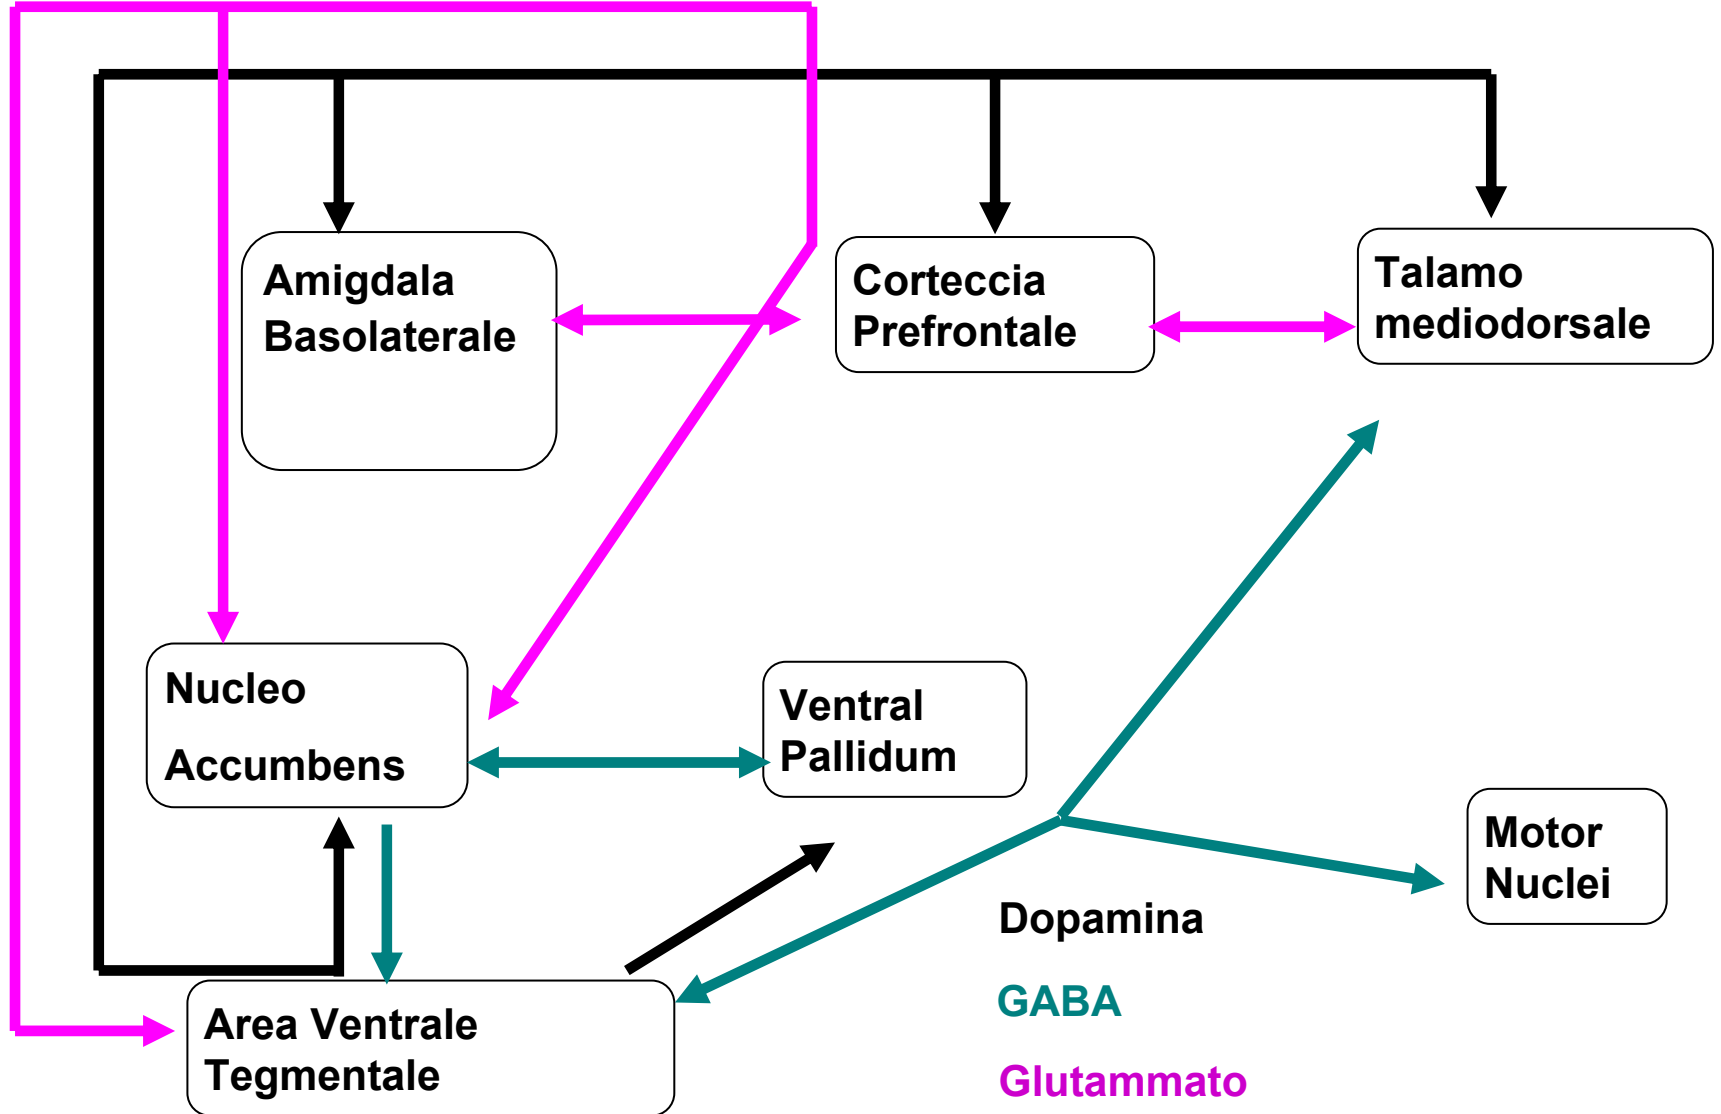 Amigdala
Basolaterale
Corteccia
Prefrontale
Talamo
mediodorsale
Nucleo
Accumbens
Ventral
Pallidum
Motor
Nuclei
Dopamina
GABA
Glutammato
Area Ventrale
Tegmentale